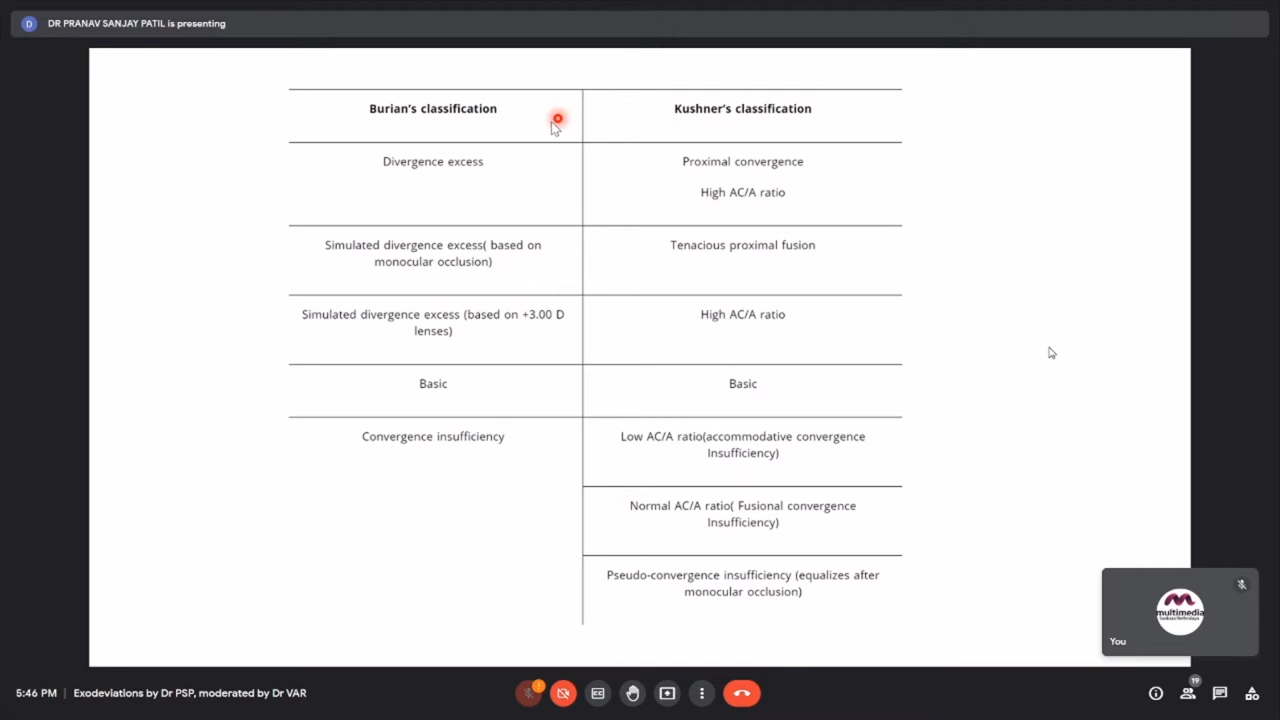 D DR PRANAV SANJAY PATIL is presenting
Burian's classification
Kushner's classification
Divergence excess
Proximal convergence
High AC/A ratio
Simulated divergence excess( based on
monocular occlusion)
Tenacious proximal fusion
Simulated divergence excess (based on +3.00 D
lenses)
High AC/A ratio
Basic
Basic
Convergence insufficiency
Low AC/A ratio(accommodative convergence
Insufficiency)
Normal AC/A ratio( Fusional convergence
Insufficiency)
Pseudo-convergence insufficiency (equalizes after
monocular occlusion)
multimedia
You
5:46 PM | Exodeviations by Dr PSP, moderated by Dr VAR
CC
19